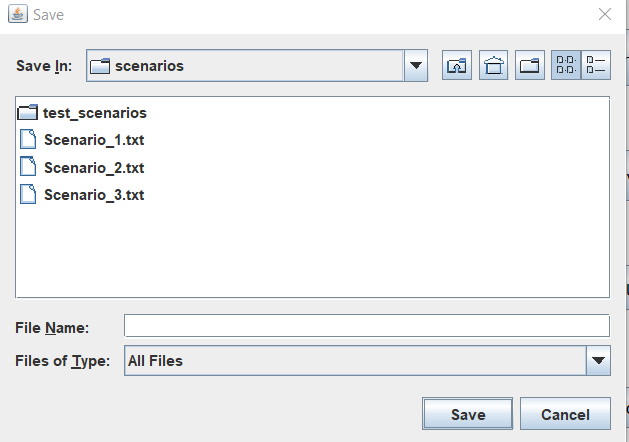 Save
Save In: scenarios
test_scenarios
Scenario_1.txt
Scenario_2.txt
Scenario_3.txt
File Name:
Files of Type: All Files
Save Cancel